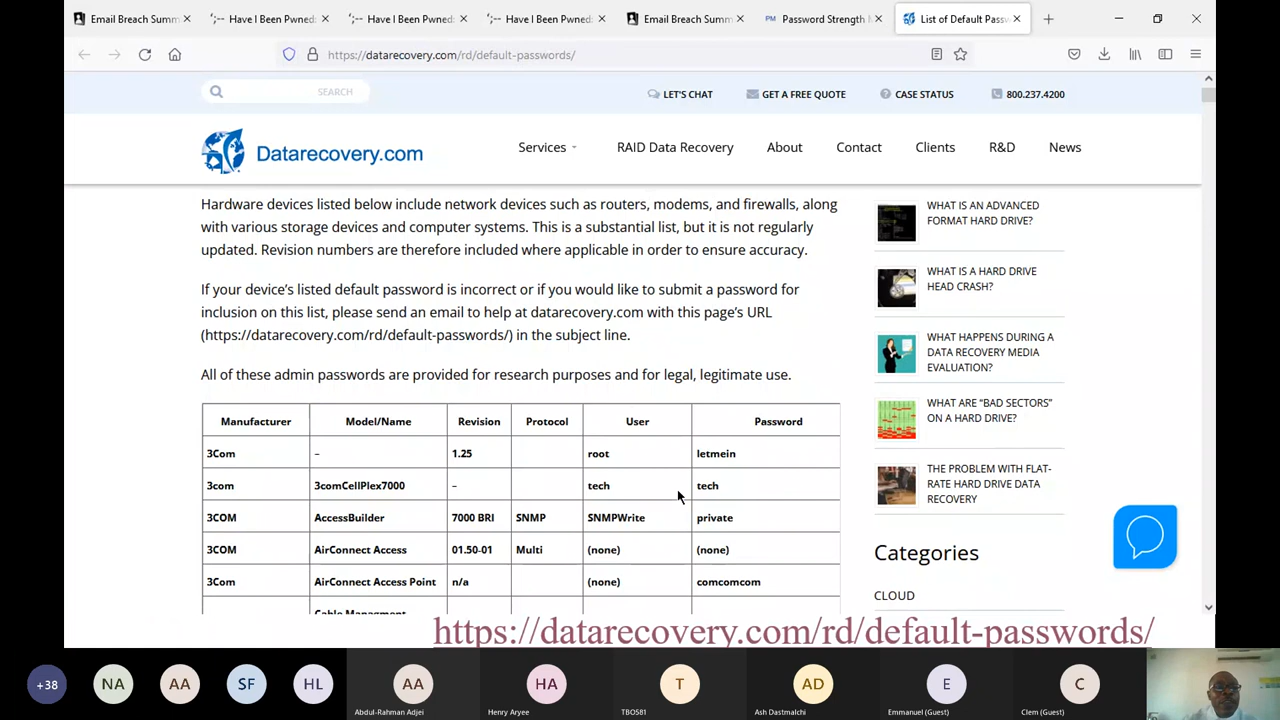 Email Breach Summ
Have I Been Pwned:
Have I Been Pwned:
Have I Been Pwned:
Email Breach Summ
PM Password Strength
List of Default Passw
https://datarecovery.com/rd/default-passwords/
SEARCH
LET'S CHAT
GET A FREE QUOTE
CASE STATUS
800.237.4200
Datarecovery.com
Services
RAID Data Recovery
About
Contact
Clients
R&D
News
Hardware devices listed below include network devices such as routers, modems, and firewalls, along
with various storage devices and computer systems. This is a substantial list, but it is not regularly
updated. Revision numbers are therefore included where applicable in order to ensure accuracy.
If your device's listed default password is incorrect or if you would like to submit a password for
inclusion on this list, please send an email to help at datarecovery.com with this page's URL
(https://datarecovery.com/rd/default-passwords/) in the subject line.
All of these admin passwords are provided for research purposes and for legal, legitimate use.
Manufacturer Model/Name Revision Protocol User Password
3Com – 1.25 root letmein
3com 3comCellPlex7000 – tech tech
3COM AccessBuilder 7000 BRI SNMP SNMPWrite private
3COM AirConnect Access 01.50-01 Multi (none) (none)
3Com AirConnect Access Point n/a (none) comcomcom
Cable Managment
WHAT IS AN ADVANCED
FORMAT HARD DRIVE?
WHAT IS A HARD DRIVE
HEAD CRASH?
WHAT HAPPENS DURING A
DATA RECOVERY MEDIA
EVALUATION?
WHAT ARE "BAD SECTORS"
ON A HARD DRIVE?
THE PROBLEM WITH FLAT-
RATE HARD DRIVE DATA
RECOVERY
Categories
CLOUD
https://datarecovery.com/rd/default-passwords/
+38
NA
AA
SF
HL
AA
Abdul-Rahman Adjei
HA
Henry Aryee
T
TBOS81
AD
Ash Dastmalchi
E
Emmanuel (Guest)
C
Clem (Guest)